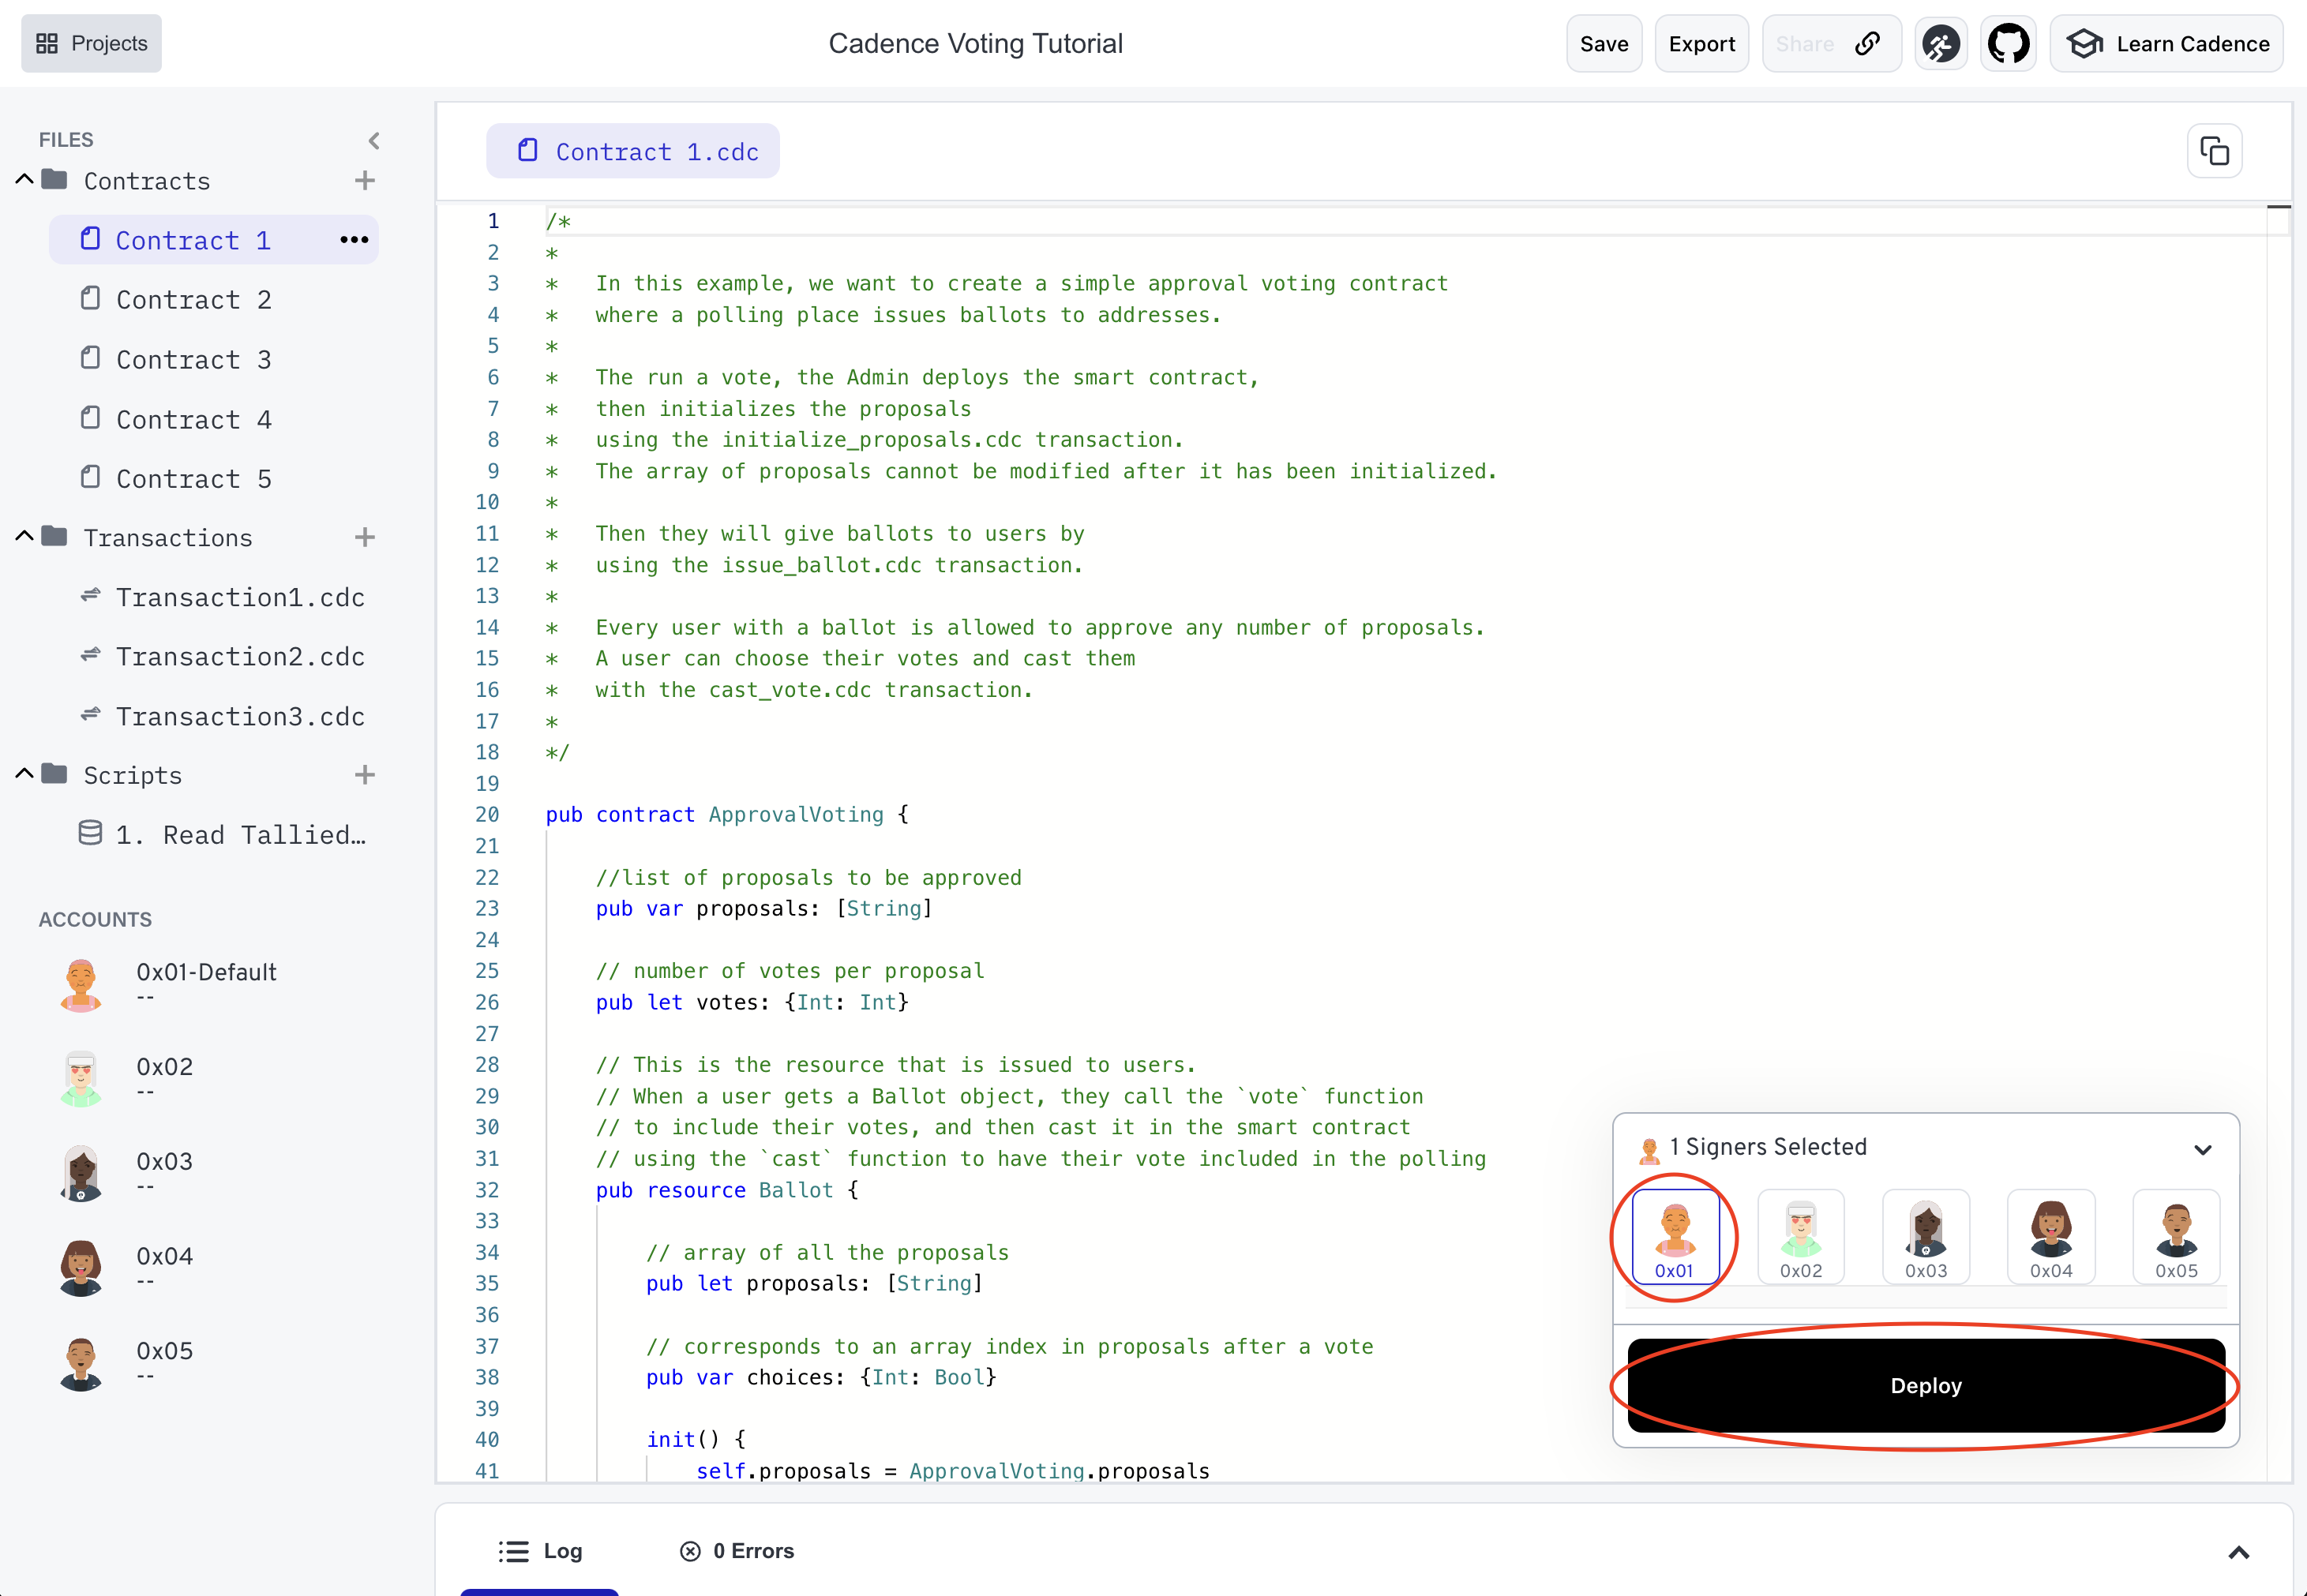 Projects
Cadence Voting Tutorial
Save
Export
Share
Learn Cadence
FILES
Contracts
Contract 1
Contract 2
Contract 3
Contract 4
Contract 5
Transactions
Transaction1.cdc
Transaction2.cdc
Transaction3.cdc
Scripts
1. Read Tallied…
ACCOUNTS
0x01-Default
--
0x02
--
0x03
--
0x04
--
0x05
--
Contract 1.cdc
1 /*
2 *
3 * In this example, we want to create a simple approval voting contract
4 * where a polling place issues ballots to addresses.
5 *
6 * The run a vote, the Admin deploys the smart contract,
7 * then initializes the proposals
8 * using the initialize_proposals.cdc transaction.
9 * The array of proposals cannot be modified after it has been initialized.
10 *
11 * Then they will give ballots to users by
12 * using the issue_ballot.cdc transaction.
13 *
14 * Every user with a ballot is allowed to approve any number of proposals.
15 * A user can choose their votes and cast them
16 * with the cast_vote.cdc transaction.
17 *
18 */
19
20 pub contract ApprovalVoting {
21
22 //list of proposals to be approved
23 pub var proposals: [String]
24
25 // number of votes per proposal
26 pub let votes: {Int: Int}
27
28 // This is the resource that is issued to users.
29 // When a user gets a Ballot object, they call the `vote` function
30 // to include their votes, and then cast it in the smart contract
31 // using the `cast` function to have their vote included in the polling
32 pub resource Ballot {
33
34 // array of all the proposals
35 pub let proposals: [String]
36
37 // corresponds to an array index in proposals after a vote
38 pub var choices: {Int: Bool}
39
40 init() {
41 self.proposals = ApprovalVoting.proposals
1 Signers Selected
0x01
0x02
0x03
0x04
0x05
Deploy
Log
0 Errors